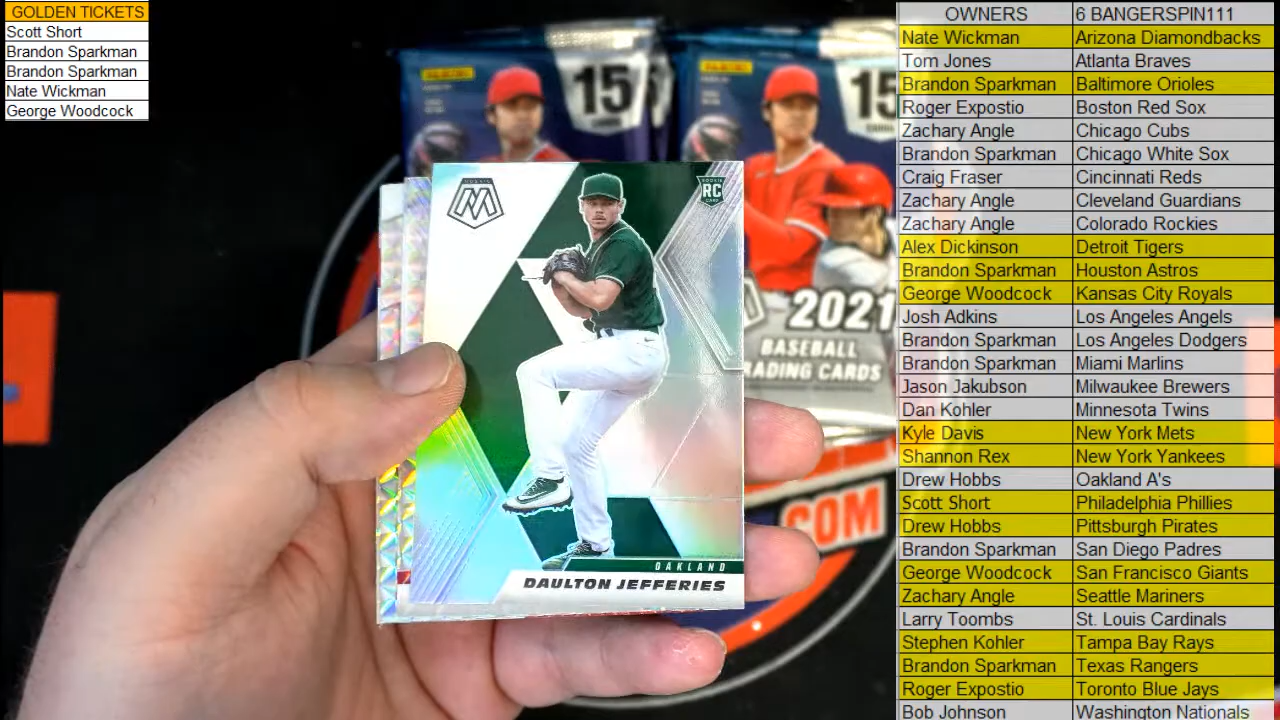 GOLDEN TICKETS
Scott Short
Brandon Sparkman
Brandon Sparkman
Nate Wickman
George Woodcock
OWNERS 6 BANGERSPIN111
Nate Wickman Arizona Diamondbacks
Tom Jones Atlanta Braves
Brandon Sparkman Baltimore Orioles
Roger Expostio Boston Red Sox
Zachary Angle Chicago Cubs
Brandon Sparkman Chicago White Sox
Craig Fraser Cincinnati Reds
Zachary Angle Cleveland Guardians
Zachary Angle Colorado Rockies
Alex Dickinson Detroit Tigers
Brandon Sparkman Houston Astros
George Woodcock Kansas City Royals
Josh Adkins Los Angeles Angels
Brandon Sparkman Los Angeles Dodgers
Brandon Sparkman Miami Marlins
Jason Jakubson Milwaukee Brewers
Dan Kohler Minnesota Twins
Kyle Davis New York Mets
Shannon Rex New York Yankees
Drew Hobbs Oakland A's
Scott Short Philadelphia Phillies
Drew Hobbs Pittsburgh Pirates
Brandon Sparkman San Diego Padres
George Woodcock San Francisco Giants
Zachary Angle Seattle Mariners
Larry Toombs St. Louis Cardinals
Stephen Kohler Tampa Bay Rays
Brandon Sparkman Texas Rangers
Roger Expostio Toronto Blue Jays
Bob Johnson Washington Nationals
PANINI
15
PANINI
15
MOSAIC
ROOKIE
RC
CARD
2021
BASEBALL
TRADING CARDS
.COM
OAKLAND
DAULTON JEFFERIES